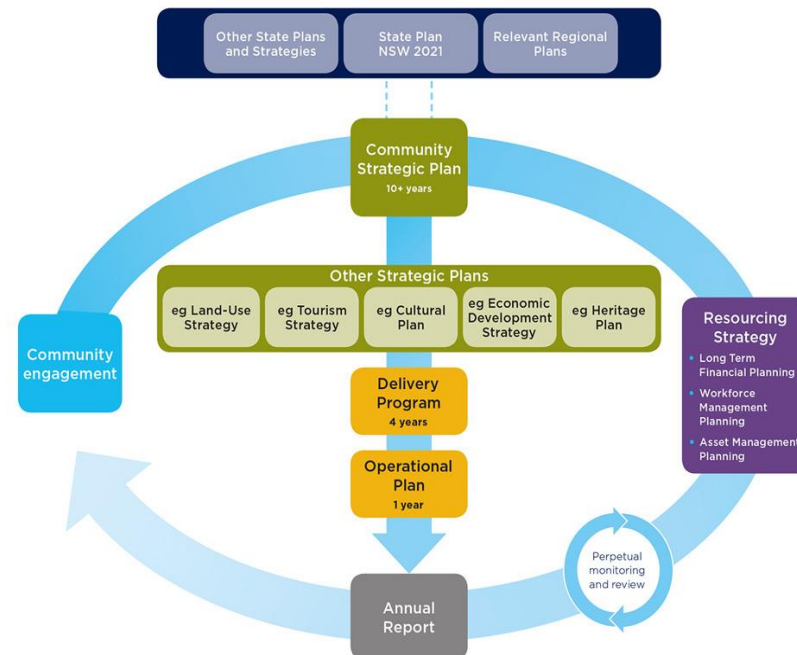 Other State Plans
and Strategies
State Plan
NSW 2021
Relevant Regional
Plans
Community
Strategic Plan
10+ years
Other Strategic Plans
eg Land-Use
Strategy
eg Tourism
Strategy
eg Cultural
Plan
eg Economic
Development
Strategy
eg Heritage
Plan
Community
engagement
Resourcing
Strategy
• Long Term
Financial Planning
• Workforce
Management
Planning
• Asset Management
Planning
Delivery
Program
4 years
Operational
Plan
1 year
Perpetual
monitoring
and review
Annual
Report